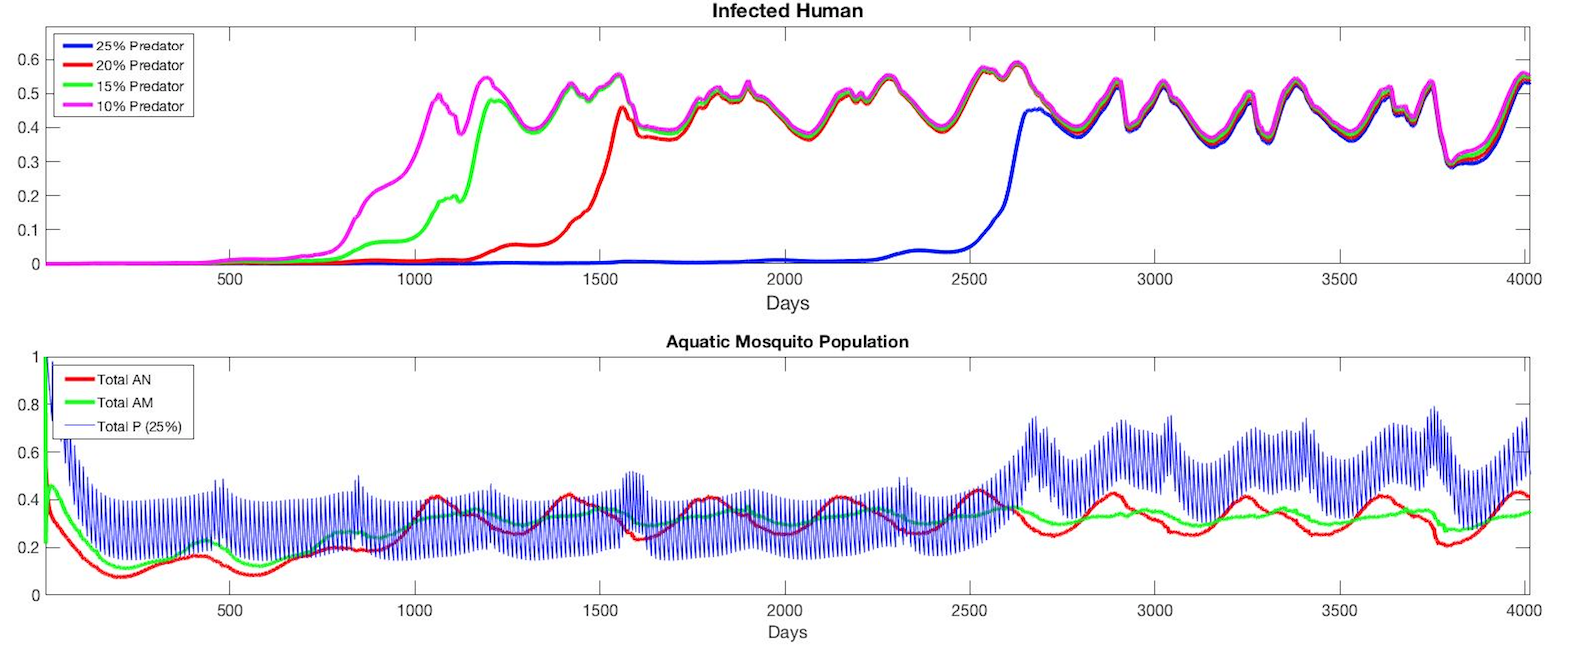 Infected Human
25% Predator
20% Predator
15% Predator
10% Predator
0.6
0.5
0.4
0.3
0.2
0.1
0
500 1000 1500 2000 2500 3000 3500 4000
Days
Aquatic Mosquito Population
Total AN
Total AM
Total P (25%)
1
0.8
0.6
0.4
0.2
0
500 1000 1500 2000 2500 3000 3500 4000
Days